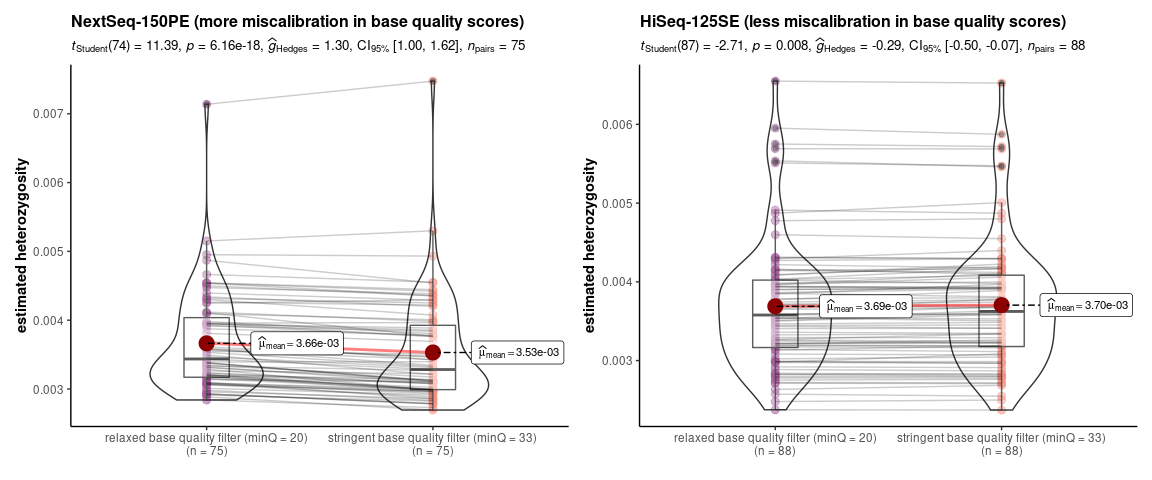 NextSeq-150PE (more miscalibration in base quality scores)
tStudent(74) = 11.39, p = 6.16e-18, ĝHedges = 1.30, CI95% [1.00, 1.62], npairs = 75
estimated heterozygosity
0.007
0.006
0.005
0.004
0.003
μ̂mean = 3.66e-03
μ̂mean = 3.53e-03
relaxed base quality filter (minQ = 20)
(n = 75)
stringent base quality filter (minQ = 33)
(n = 75)
HiSeq-125SE (less miscalibration in base quality scores)
tStudent(87) = -2.71, p = 0.008, ĝHedges = -0.29, CI95% [-0.50, -0.07], npairs = 88
estimated heterozygosity
0.006
0.005
0.004
0.003
μ̂mean = 3.69e-03
μ̂mean = 3.70e-03
relaxed base quality filter (minQ = 20)
(n = 88)
stringent base quality filter (minQ = 33)
(n = 88)